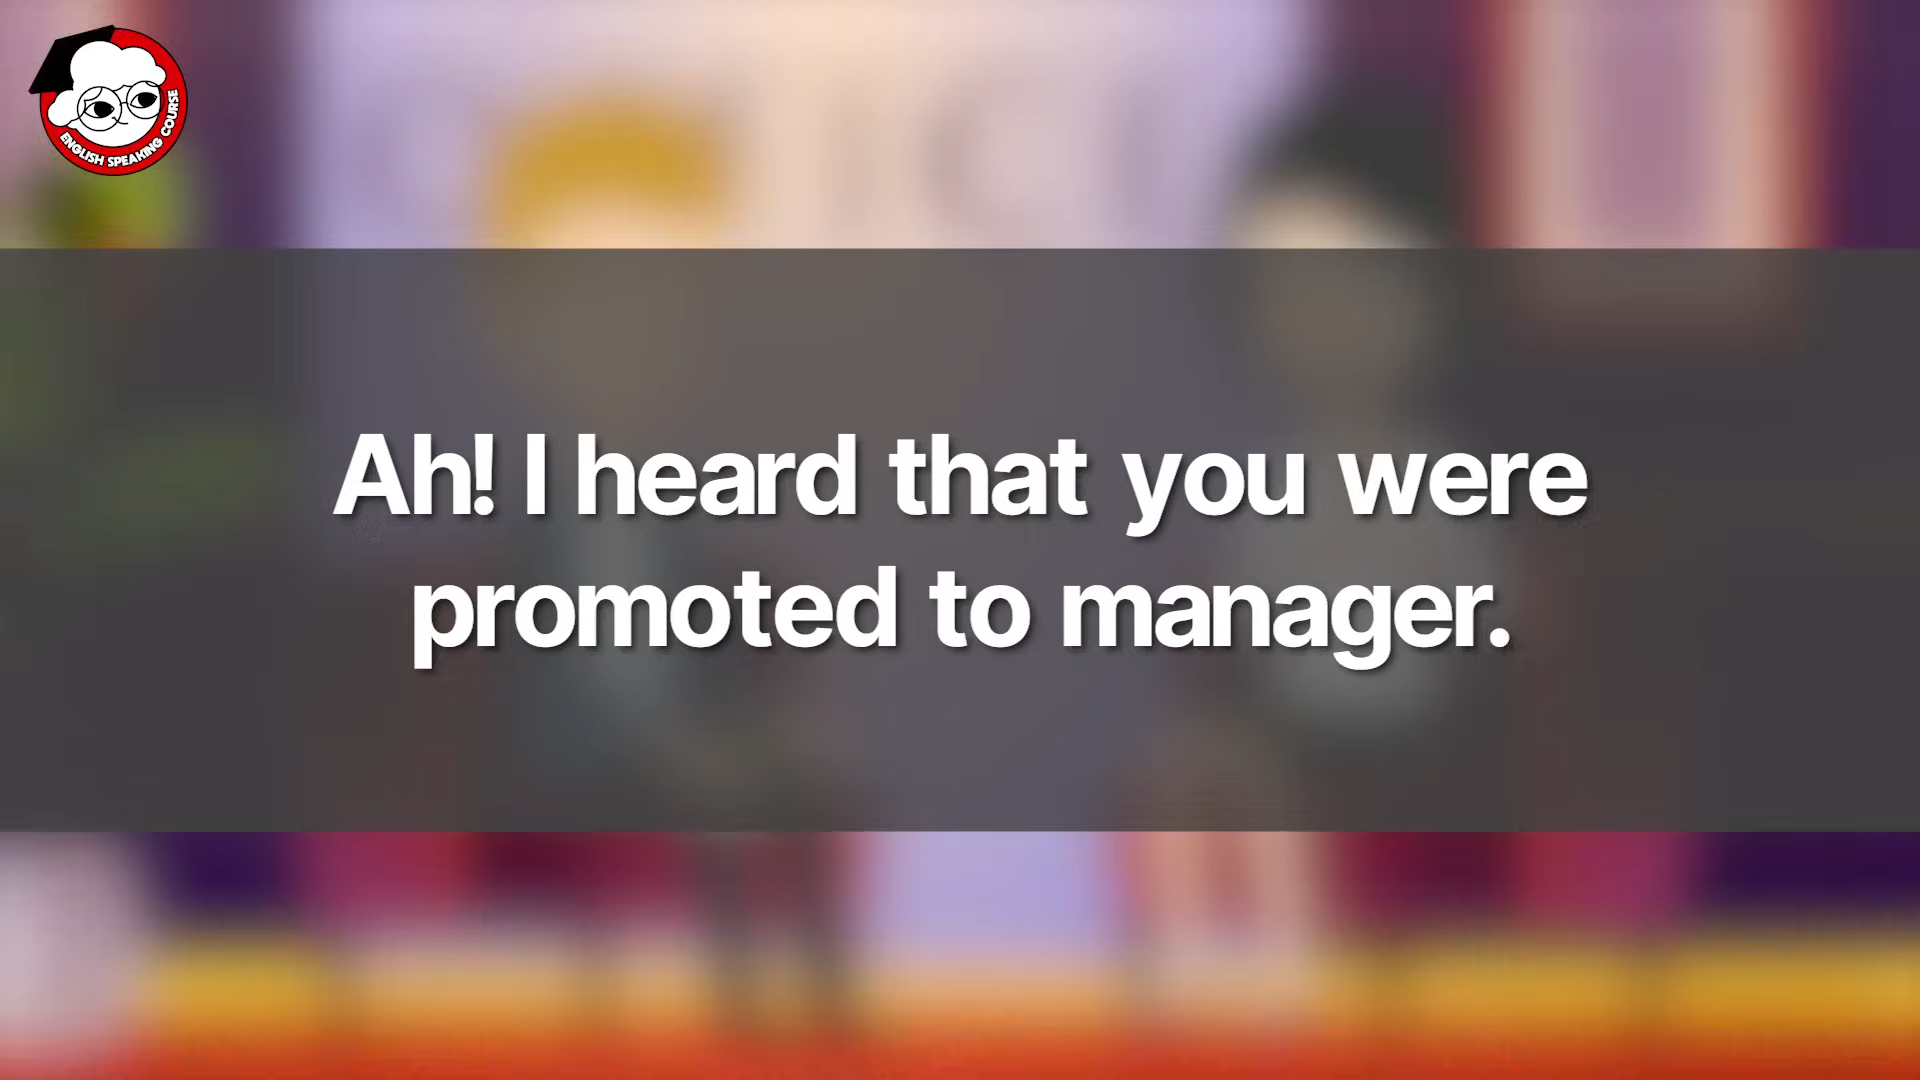 ENGLISH SPEAKING COURSE
Ah! I heard that you were
promoted to manager.